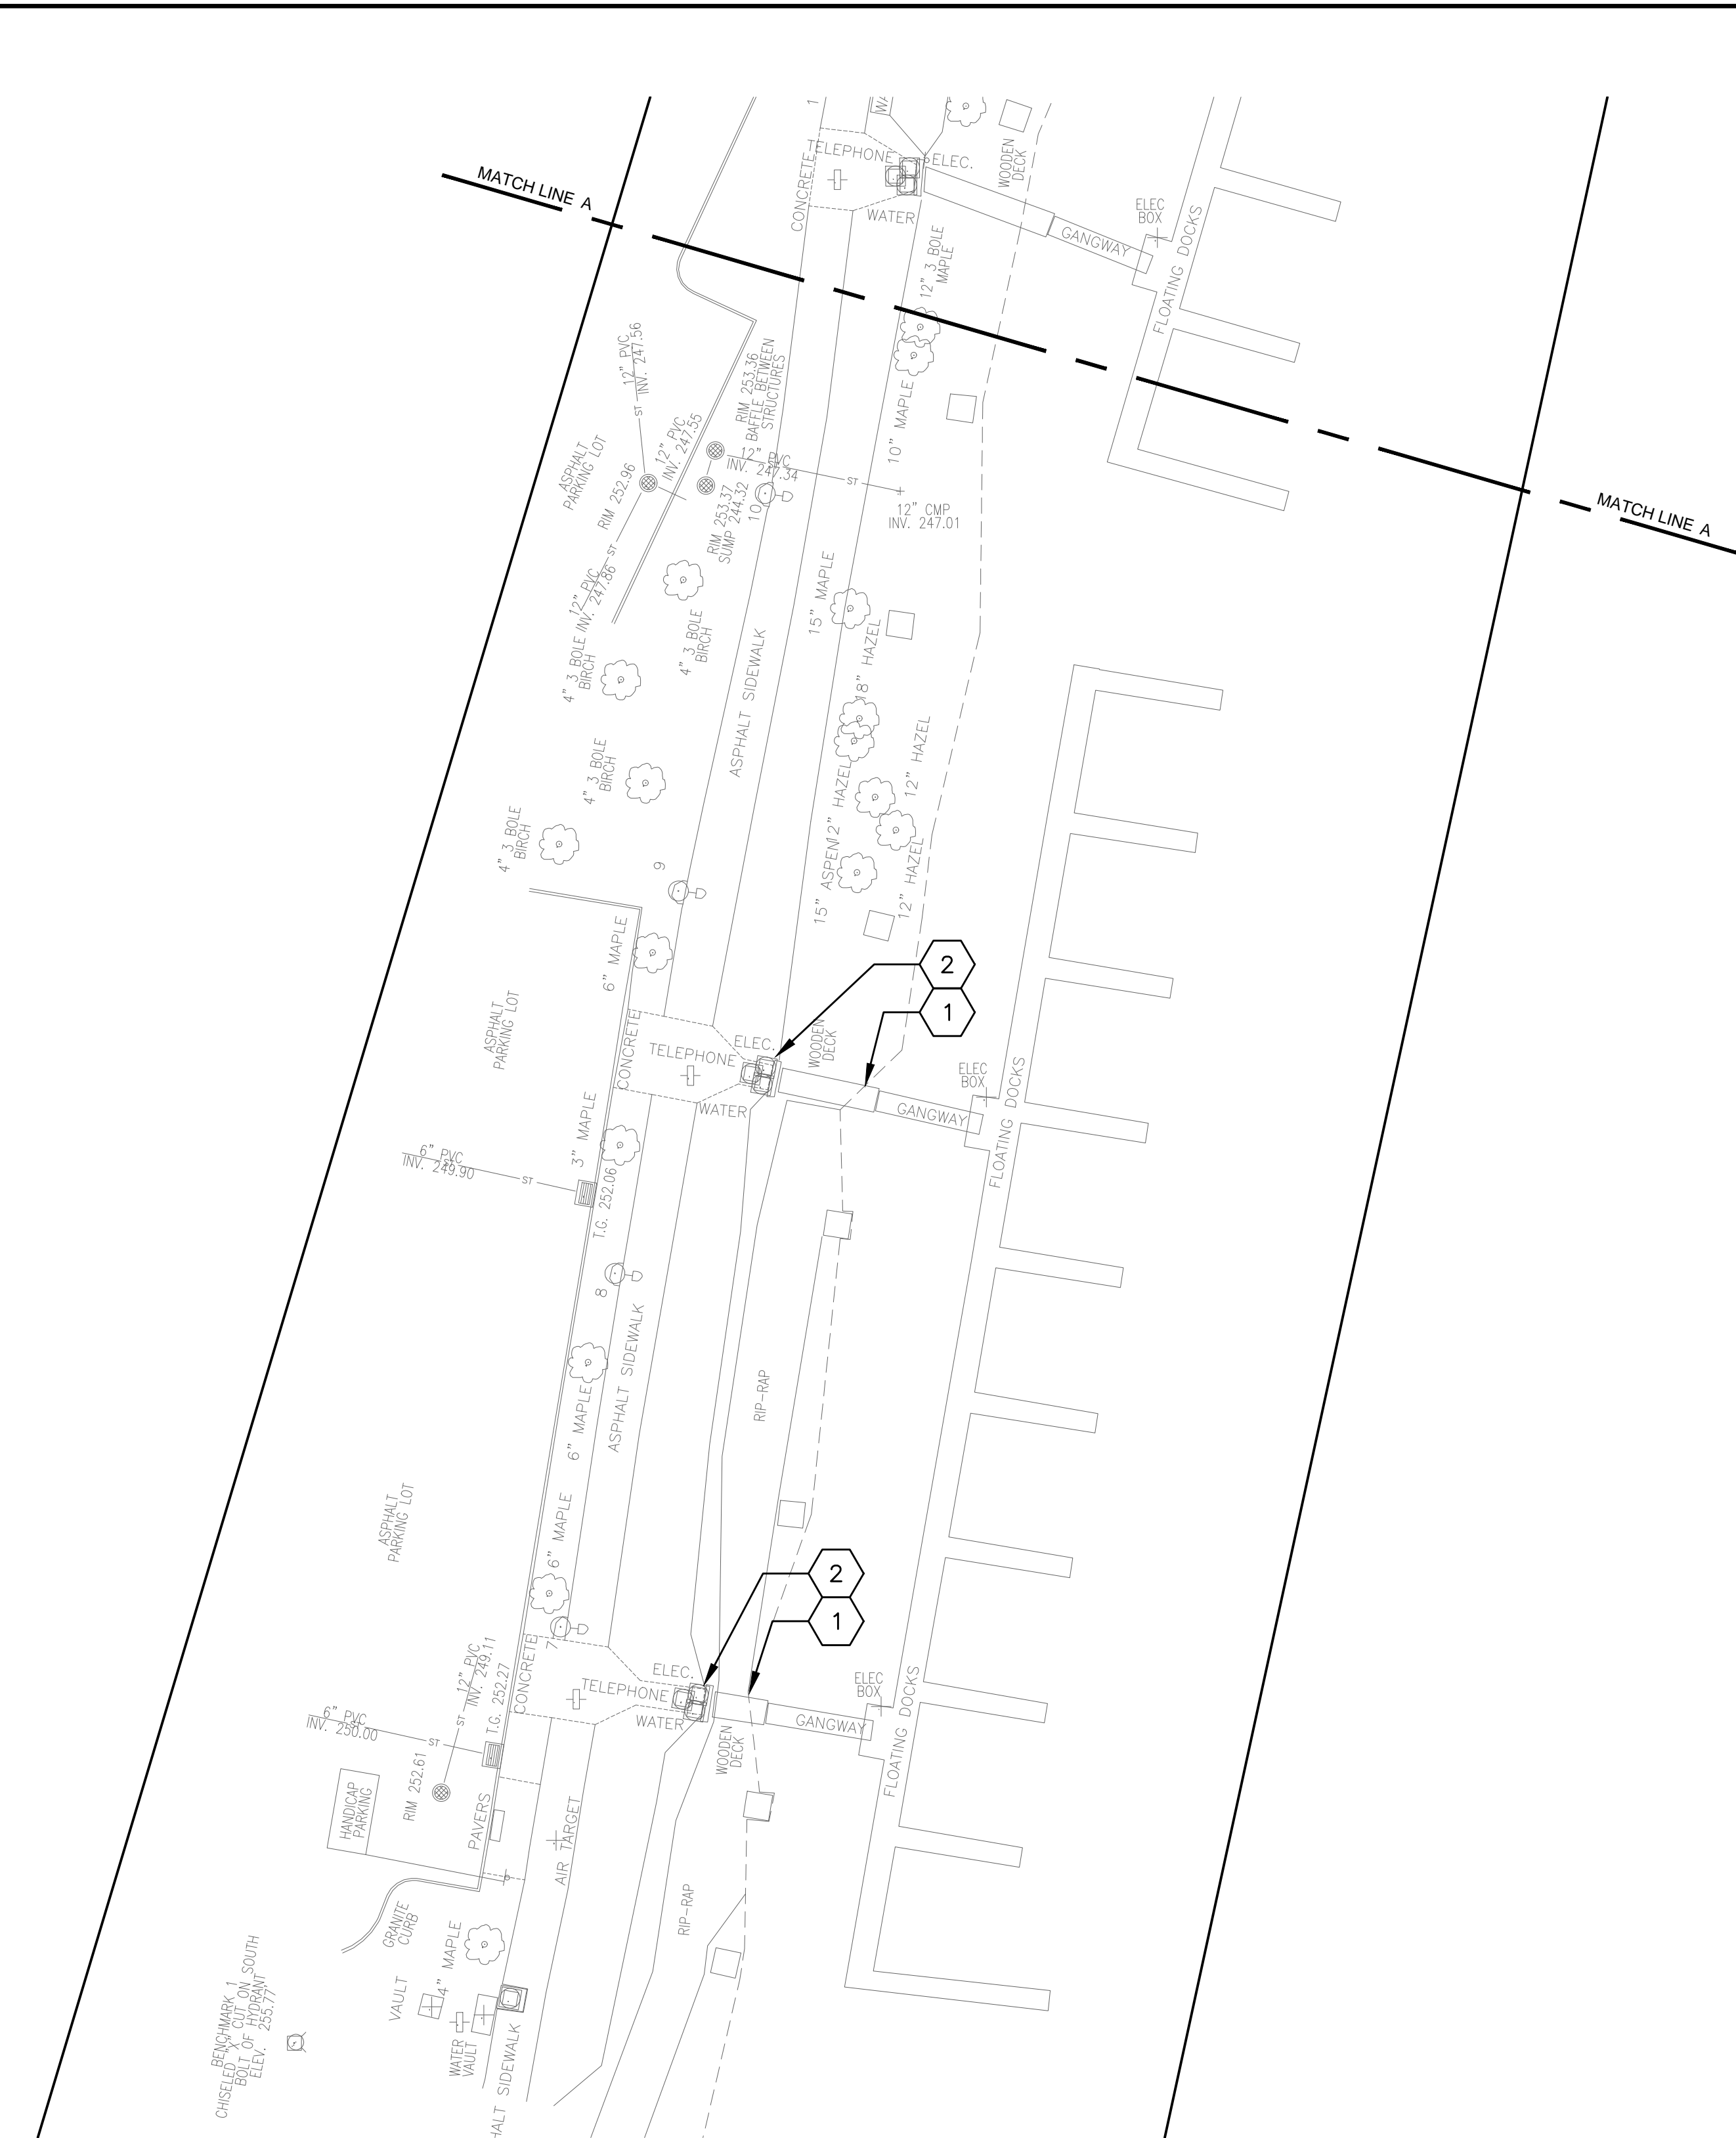 MATCH LINE A
TELEPHONE
ELEC.
CONCRETE
WATER
WOODEN
DECK
ELEC
BOX
GANGWAY
FLOATING DOCKS
12" 3 BOLE
MAPLE
12" PVC
INV. 247.56
RIM 253.36
BAFFLE BETWEEN
STRUCTURES
ST
12" PVC
INV. 247.55
10" MAPLE
ASPHALT
PARKING LOT
RIM 252.96
12" PVC
INV. 247.34
ST
12" CMP
INV. 247.01
MATCH LINE A
10
RIM 253.37
SUMP 244.32
ST
12" PVC
INV. 247.86
15" MAPLE
4" 3 BOLE
BIRCH
4" 3 BOLE
BIRCH
18" HAZEL
ASPHALT SIDEWALK
12" HAZEL
4" 3 BOLE
BIRCH
12" HAZEL
4" 3 BOLE
BIRCH
9
15" ASPEN
12" HAZEL
6" MAPLE
2
1
ASPHALT
PARKING LOT
CONCRETE
ELEC.
TELEPHONE
WOODEN
DECK
ELEC
BOX
WATER
GANGWAY
FLOATING DOCKS
3" MAPLE
6" PVC
INV. 249.90
ST
T.G. 252.06
8
ASPHALT SIDEWALK
6" MAPLE
RIP-RAP
ASPHALT
PARKING LOT
6" MAPLE
2
1
7
12" PVC
INV. 249.11
CONCRETE
ELEC.
TELEPHONE
WATER
ELEC
BOX
GANGWAY
FLOATING DOCKS
T.G. 252.27
ST
6" PVC
INV. 250.00
ST
WOODEN
DECK
RIM 252.61
HANDICAP
PARKING
PAVERS
AIR TARGET
GRANITE
CURB
RIP-RAP
4" MAPLE
VAULT
BENCHMARK 1
CHISELED "X" CUT ON SOUTH
BOLT OF HYDRANT,
ELEV. 255.77
WATER
VAULT
HALT SIDEWALK